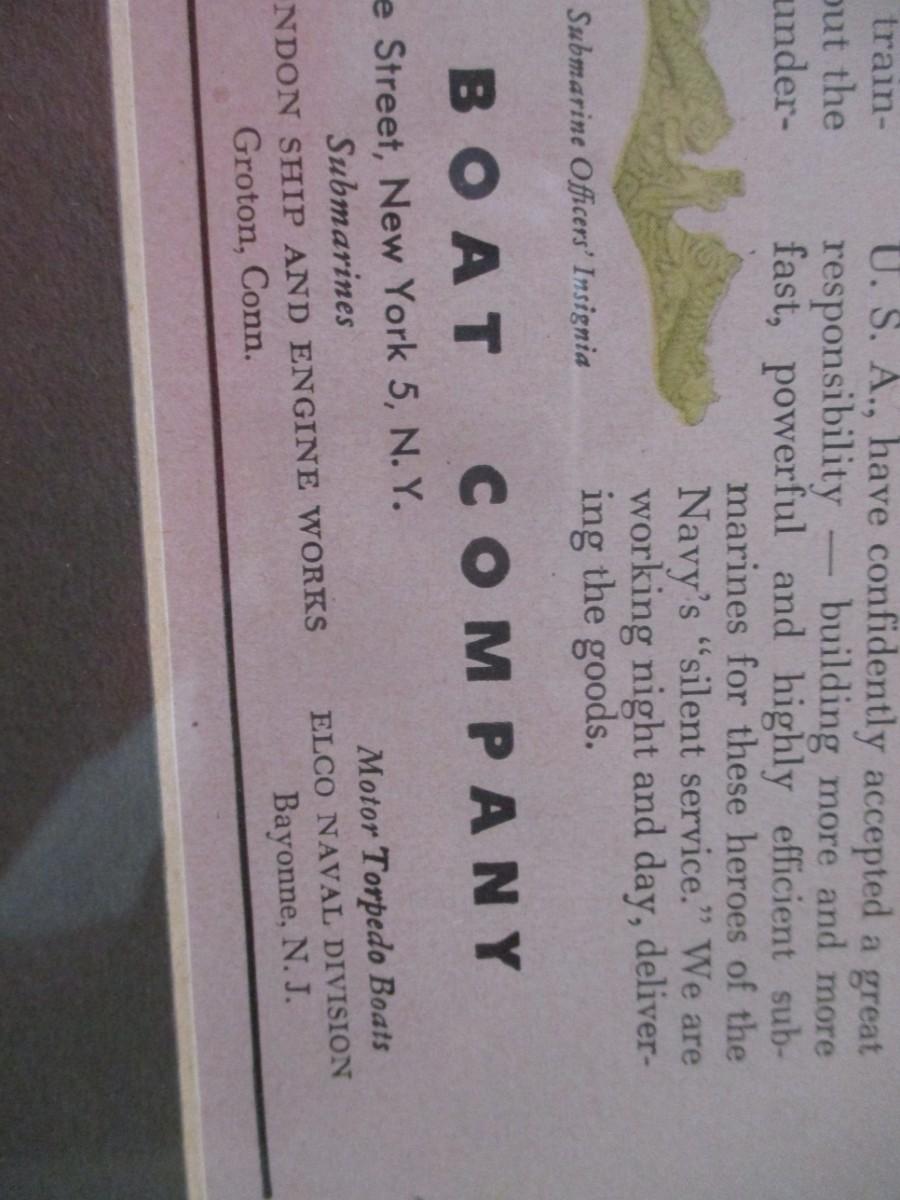 train-
out the
under-
U. S. A., have confidently accepted a great
responsibility — building more and more
fast, powerful and highly efficient sub-
marines for these heroes of the
Navy's “silent service.” We are
working night and day, deliver-
ing the goods.
Submarine Officers' Insignia
BOAT COMPANY
e Street, New York 5, N. Y.
Submarines
NDON SHIP AND ENGINE WORKS
Groton, Conn.
Motor Torpedo Boats
ELCO NAVAL DIVISION
Bayonne, N. J.